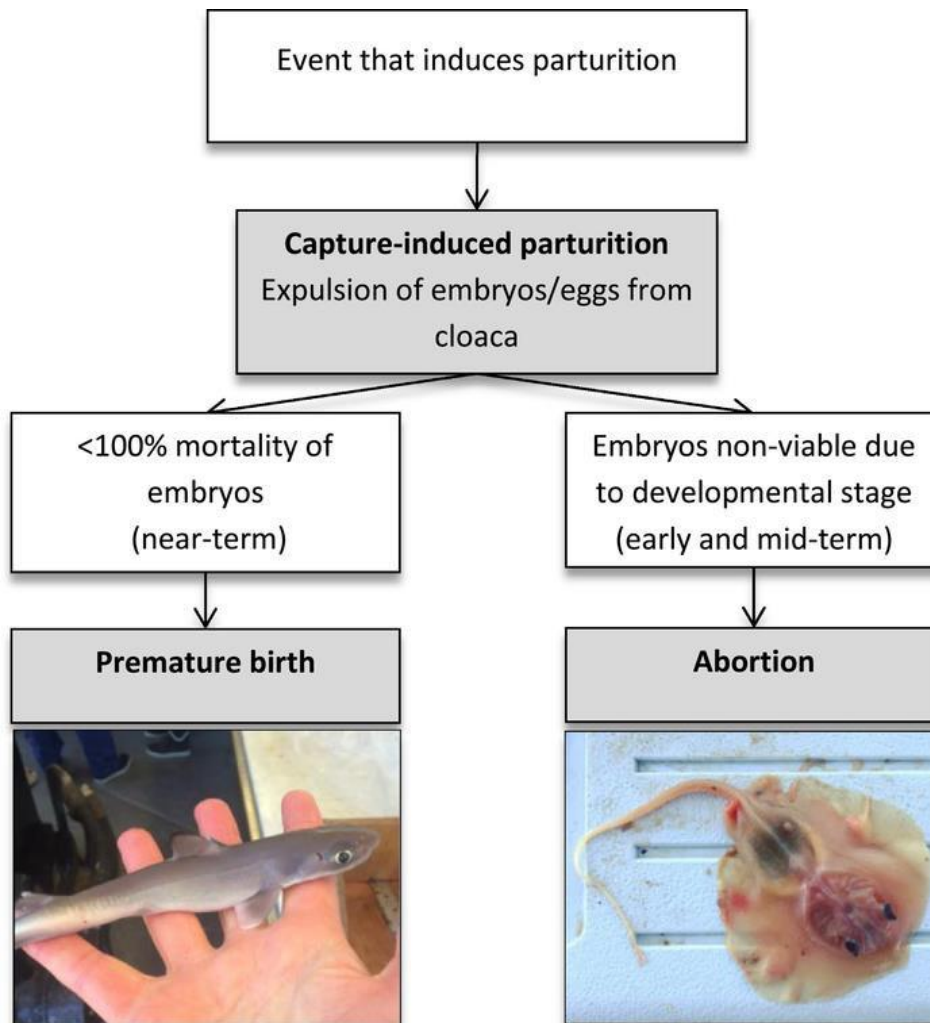 Event that induces parturition
Capture-induced parturition
Expulsion of embryos/eggs from
cloaca
<100% mortality of
embryos
(near-term)
Embryos non-viable due
to developmental stage
(early and mid-term)
Premature birth
Abortion